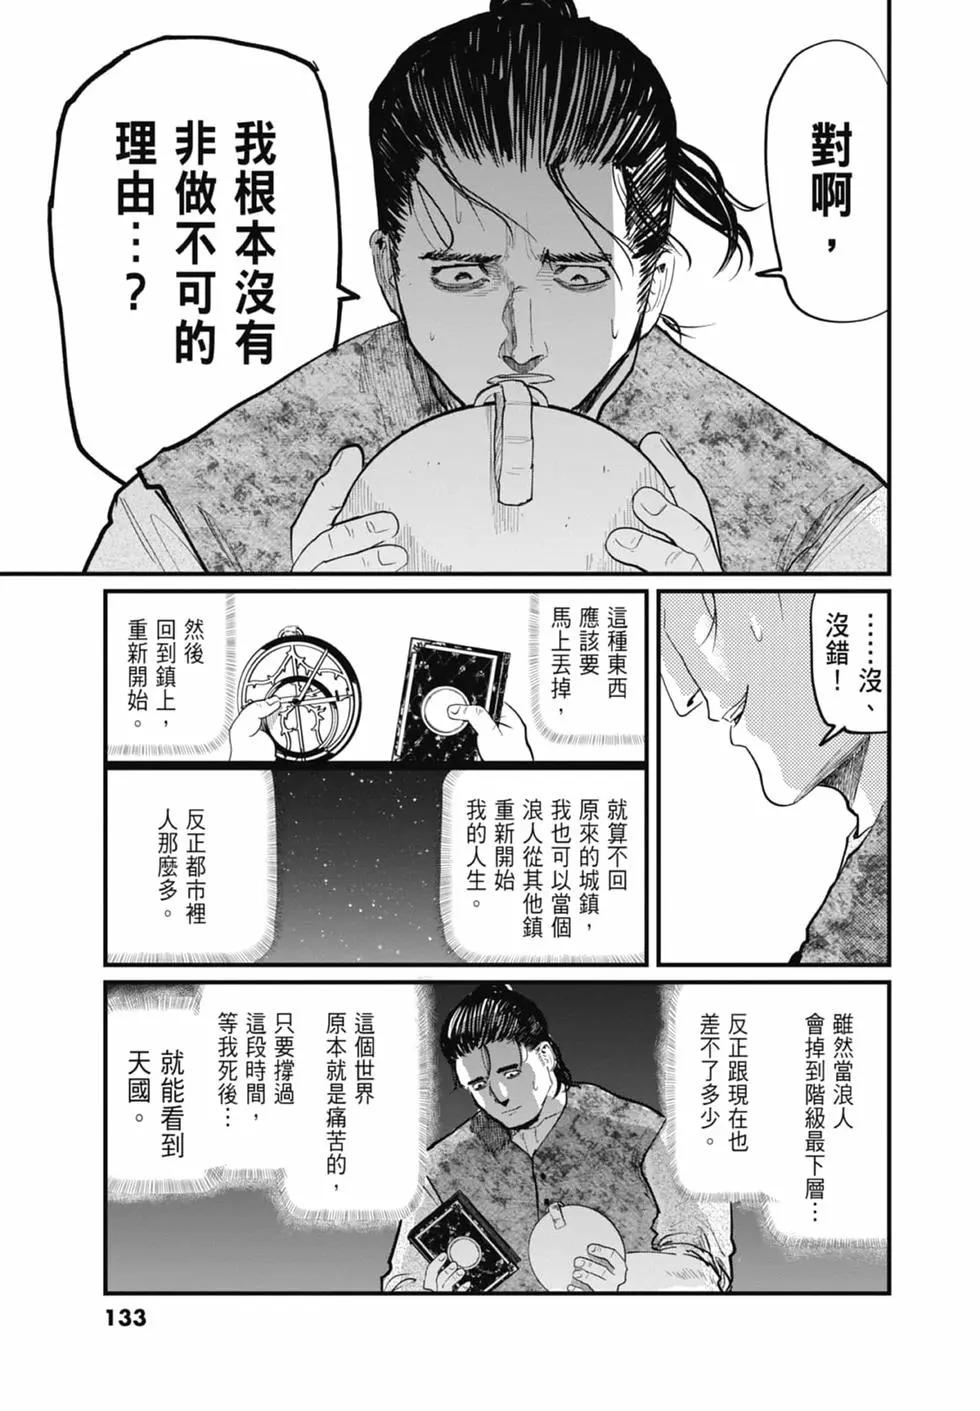 對啊，
我根本沒有
非做不可的
理由…？
……沒、
沒錯！
這種東西
應該要
馬上丟掉，
然後
回到鎮上，
重新開始。
就算不回
原來的城鎮，
我也可以當個
浪人從其他鎮
重新開始
我的人生。
反正都市裡
人那麼多。
雖然當浪人
會掉到階級最下層…
反正跟現在也
差不了多少。
這個世界
原本就是痛苦的，
只要撐過
這段時間，
等我死後…
就能看到
天國。
133